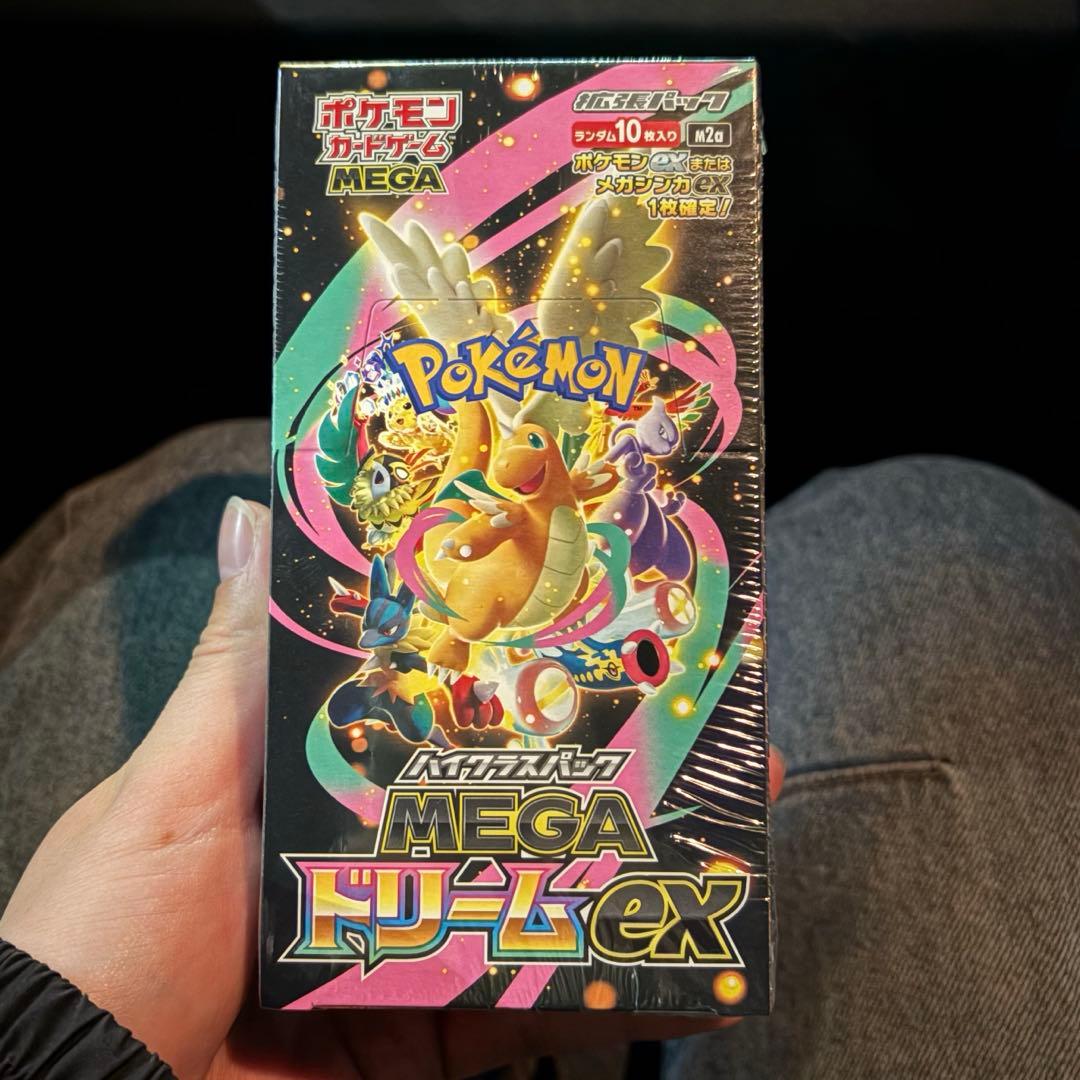 ポケモン
カードゲーム™
MEGA
拡張パック
ランダム10枚入り M2a
ポケモンexまたは
メガシンカex
1枚確定!
POKéMON™
ハイクラスパック
MEGA
ドリームex